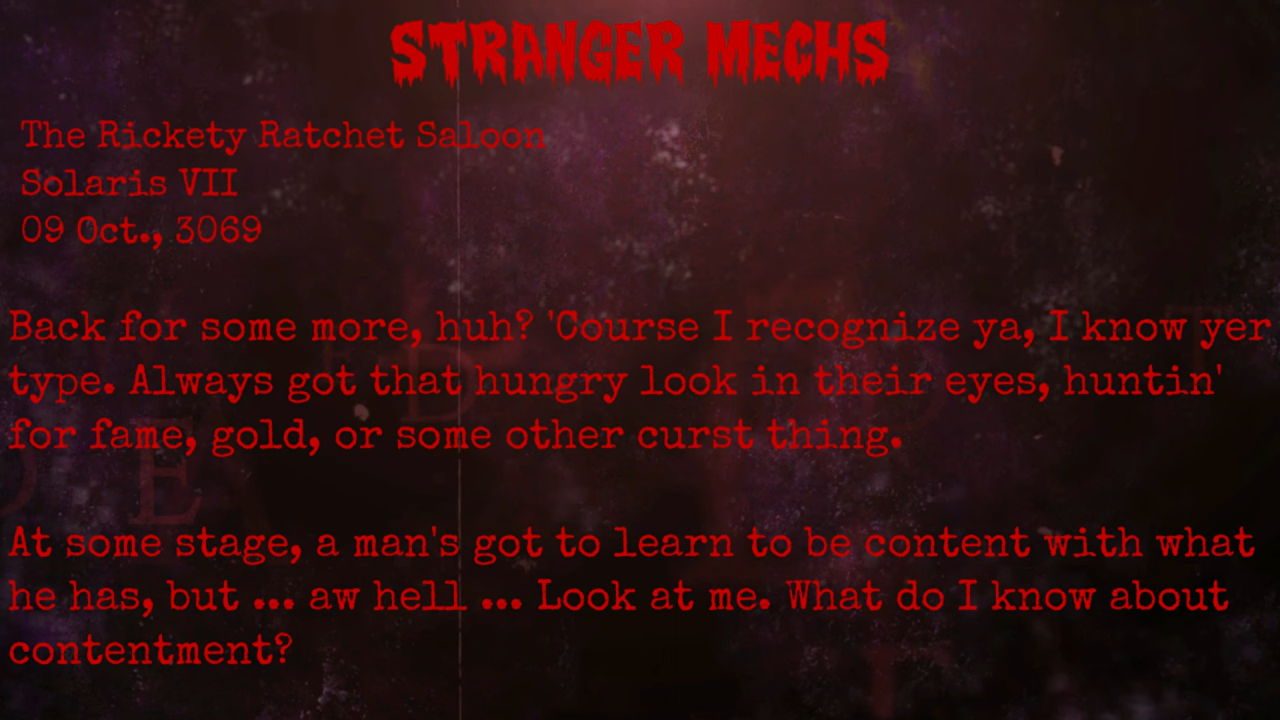 STRANGER MECHS
The Rickety Ratchet Saloon
Solaris VII
09 Oct., 3069
Back for some more, huh? 'Course I recognize ya, I know yer
type. Always got that hungry look in their eyes, huntin'
for fame, gold, or some other curst thing.
At some stage, a man's got to learn to be content with what
he has, but ... aw hell ... Look at me. What do I know about
contentment?